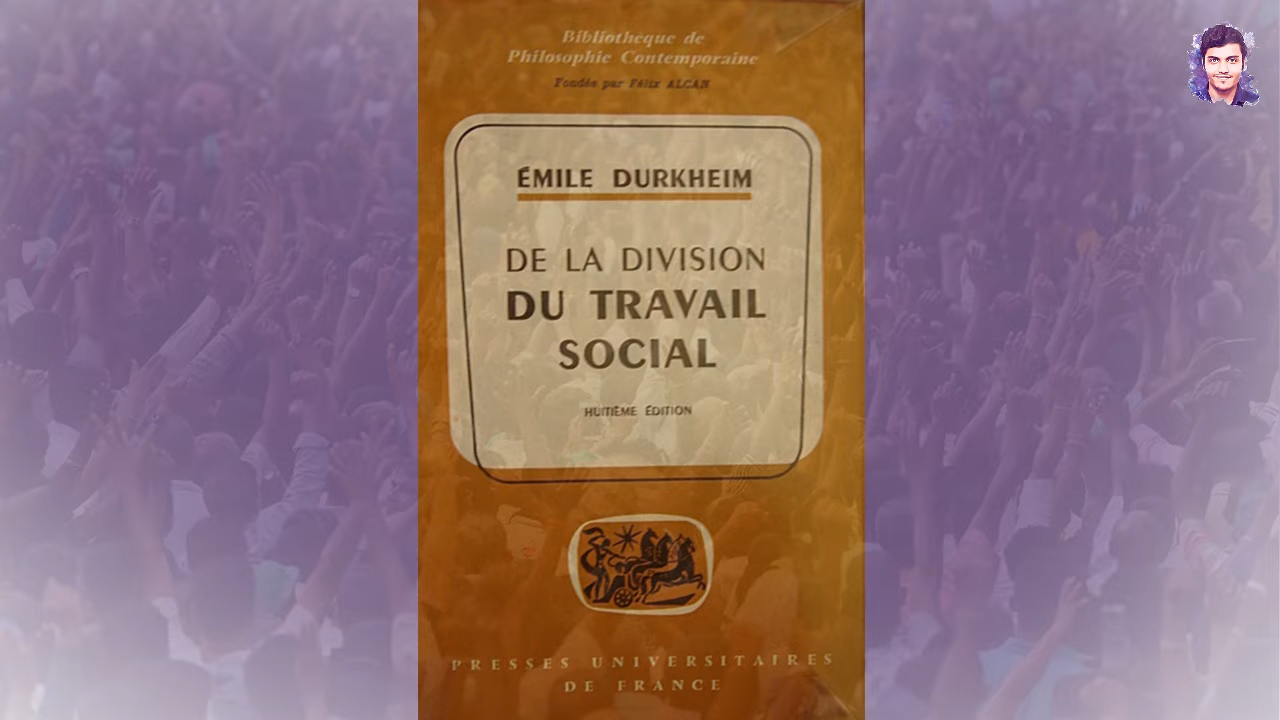 Bibliothèque de
Philosophie Contemporaine
Fondée par Félix ALCAN
ÉMILE DURKHEIM
DE LA DIVISION
DU TRAVAIL
SOCIAL
HUITIÈME ÉDITION
PRESSES UNIVERSITAIRES
DE FRANCE